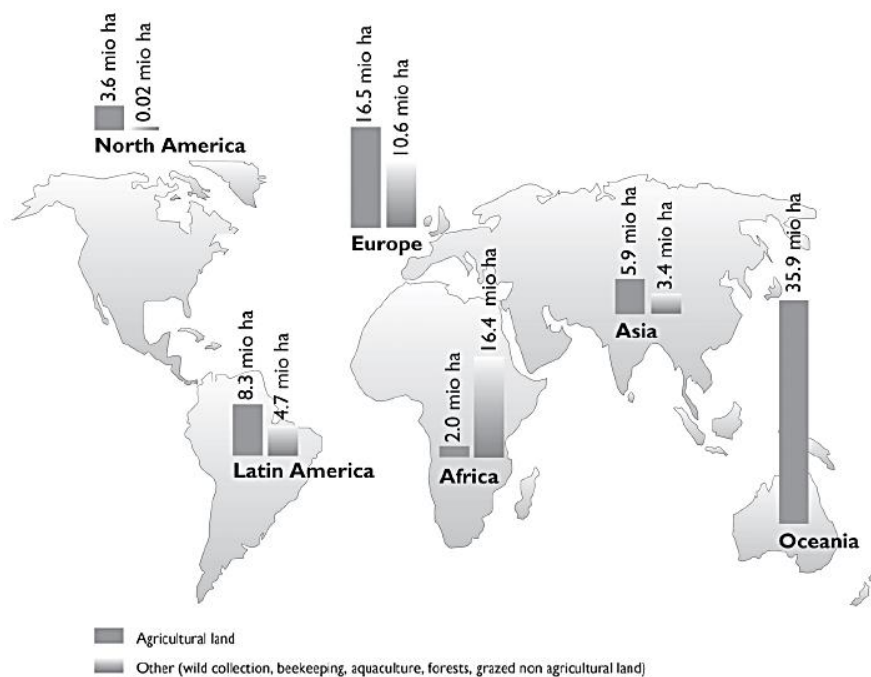 3.6 mio ha
0.02 mio ha
North America
16.5 mio ha
10.6 mio ha
Europe
5.9 mio ha
3.4 mio ha
Asia
35.9 mio ha
Oceania
8.3 mio ha
4.7 mio ha
Latin America
2.0 mio ha
16.4 mio ha
Africa
Agricultural land
Other (wild collection, beekeeping, aquaculture, forests, grazed non agricultural land)